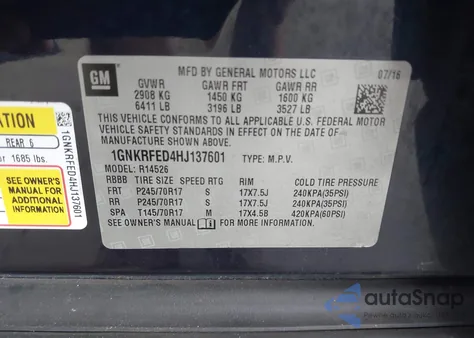 GM
MFD BY GENERAL MOTORS LLC 07/16
GVWR GAWR FRT GAWR RR
2908 KG 1450 KG 1600 KG
6411 LB 3196 LB 3527 LB
THIS VEHICLE CONFORMS TO ALL APPLICABLE U.S. FEDERAL MOTOR
VEHICLE SAFETY STANDARDS IN EFFECT ON THE DATE OF
MANUFACTURE SHOWN ABOVE.
1GNKRFED4HJ137601 TYPE: M.P.V.
MODEL: R14526
RBBB TIRE SIZE SPEED RTG RIM COLD TIRE PRESSURE
FRT P245/70R17 S 17X7.5J 240KPA(35PSI)
RR P245/70R17 S 17X7.5J 240KPA(35PSI)
SPA T145/70R17 M 17X4.5B 420KPA(60PSI)
SEE OWNER'S MANUAL FOR MORE INFORMATION.
ATION
REAR 5
r 1685 lbs.
SEE OWNER'S
MANUAL FOR
ADDITIONAL
INFORMATION
1GNKRFED4HJ137601
autoSnap